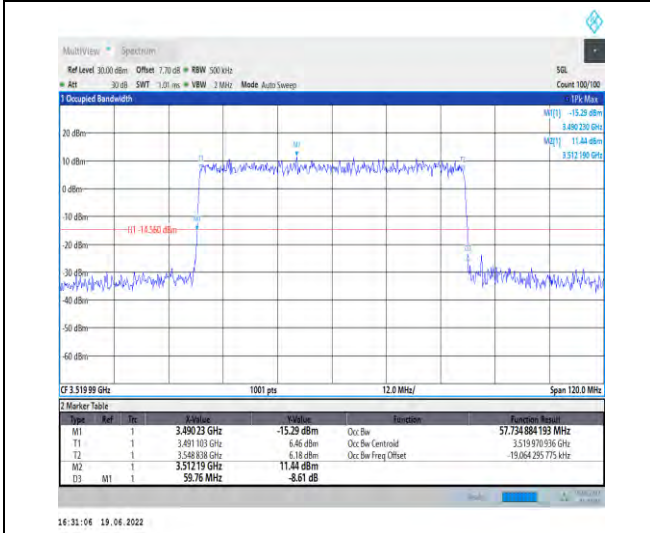 MultiView Spectrum
Ref Level 30.00 dBm Offset 7.70 dB RBW 500 kHz SGL
Att 30 dB SWT 1.01 ms VBW 2 MHz Mode Auto Sweep Count 100/100
1 Occupied Bandwidth 1Pk Max
M1[1] -15.29 dBm
3.490 230 GHz
M2[1] 11.44 dBm
3.512 190 GHz
20 dBm
M2
10 dBm
T1
T2
0 dBm
-10 dBm
H1 -14.560 dBm
-20 dBm
-30 dBm
-40 dBm
-50 dBm
-60 dBm
CF 3.519 99 GHz 1001 pts 12.0 MHz/ Span 120.0 MHz
2 Marker Table
Type Ref Trc X-Value Y-Value Function Function Result
M1 1 3.490 23 GHz -15.29 dBm Occ Bw 57.734 884 193 MHz
T1 1 3.491 103 GHz 6.46 dBm Occ Bw Centroid 3.519 970 936 GHz
T2 1 3.548 838 GHz 6.18 dBm Occ Bw Freq Offset -19.064 295 775 kHz
M2 1 3.512 19 GHz 11.44 dBm
D3 M1 1 59.76 MHz -8.61 dB
16:31:06 19.06.2022